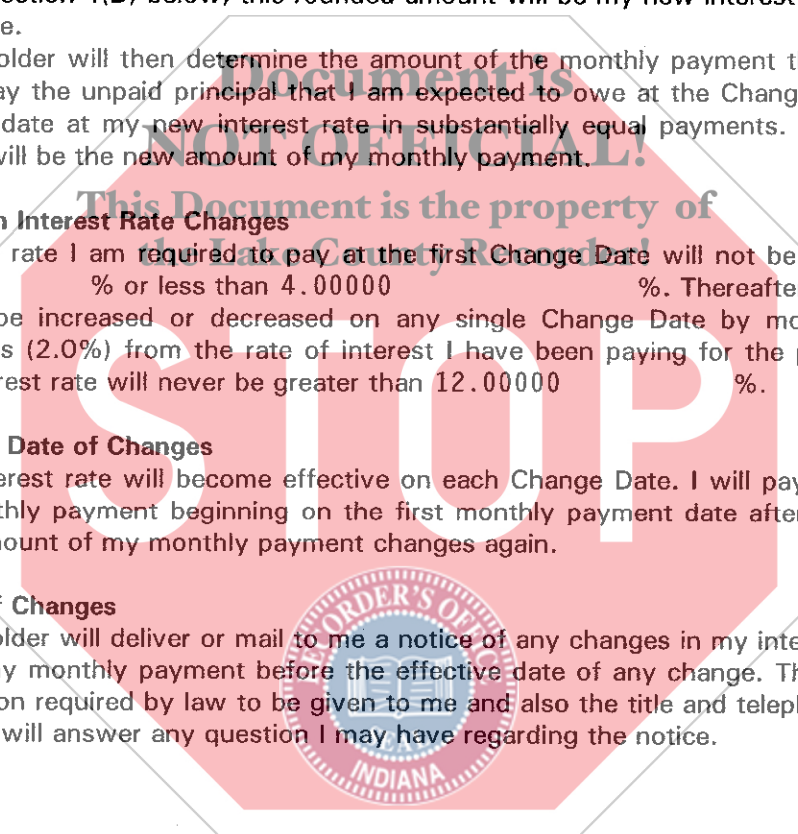 ection 4(D) below, this rounded amount will be my new interest
e.
older will then determine the amount of the monthly payment t
ay the unpaid principal that I am expected to owe at the Chang
date at my new interest rate in substantially equal payments.
vill be the new amount of my monthly payment.
Document is
NOT OFFICIAL!
This Document is the property of
the Lake County Recorder!
n Interest Rate Changes
rate I am required to pay at the first Change Date will not be
% or less than 4.00000 %. Thereafte
be increased or decreased on any single Change Date by mo
s (2.0%) from the rate of interest I have been paying for the p
rest rate will never be greater than 12.00000 %.
STOP
Date of Changes
erest rate will become effective on each Change Date. I will pay
thly payment beginning on the first monthly payment date after
nount of my monthly payment changes again.
f Changes
older will deliver or mail to me a notice of any changes in my inte
ny monthly payment before the effective date of any change. Th
on required by law to be given to me and also the title and teleph
will answer any question I may have regarding the notice.
RECORDER'S OFFICE
SEAL
INDIANA